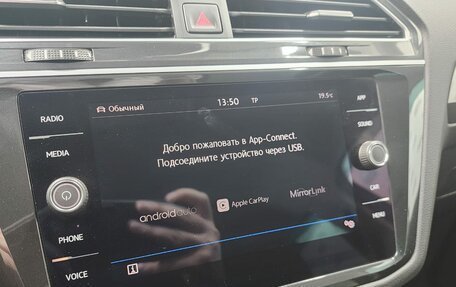 RADIO
MEDIA
PHONE
VOICE
Обычный 13:50 TP 19.5°C
Добро пожаловать в App-Connect.
Подсоедините устройство через USB.
androidauto Apple CarPlay MirrorLink
APP
SOUND
CAR
MENU